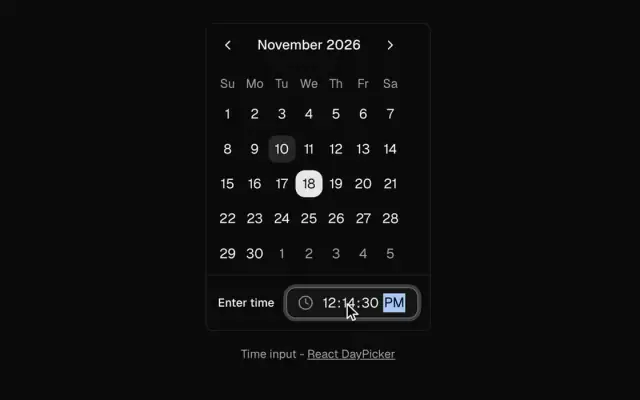 November 2026
Su Mo Tu We Th Fr Sa
1 2 3 4 5 6 7
8 9 10 11 12 13 14
15 16 17 18 19 20 21
22 23 24 25 26 27 28
29 30 1 2 3 4 5
Enter time 12:14:30 PM
Time input - React DayPicker